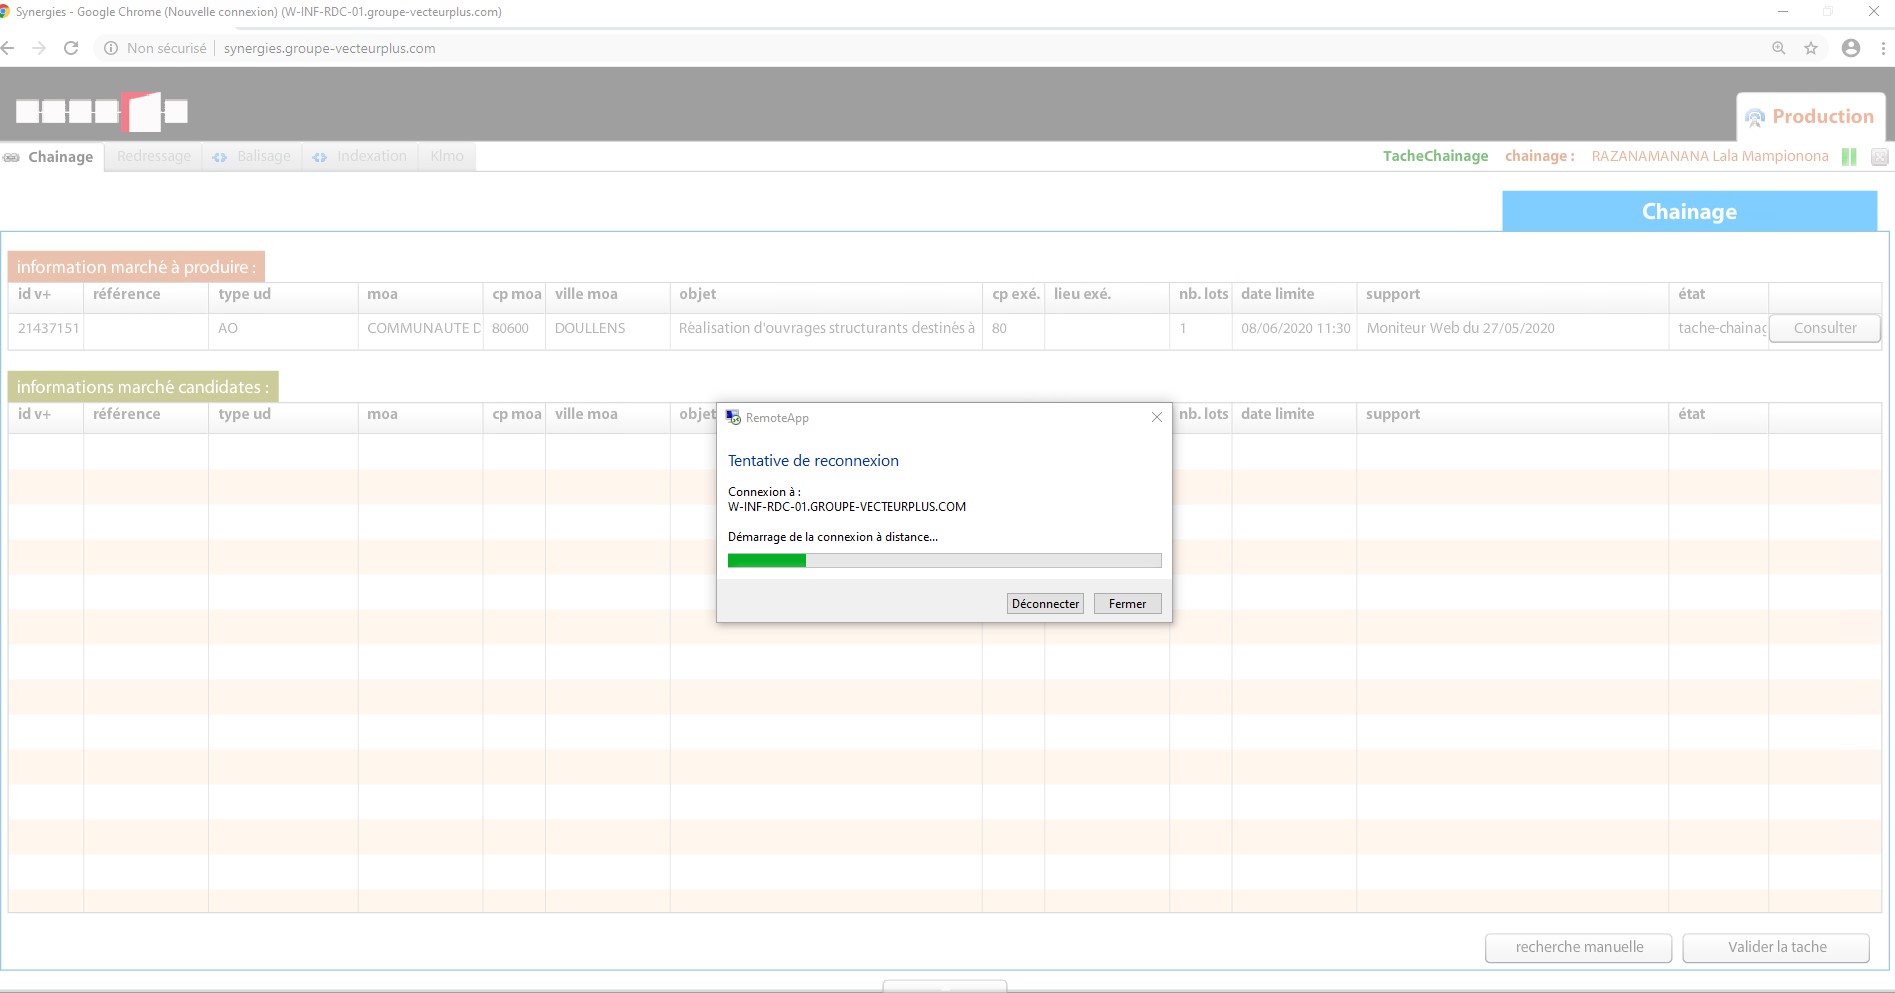 Synergies - Google Chrome (Nouvelle connexion) (W-INF-RDC-01.groupe-vecteurplus.com)
Non sécurisé | synergies.groupe-vecteurplus.com
Production
Chainage Redressage Balisage Indexation Klmo TacheChainage chainage : RAZANAMANANA Lala Mampionona
Chainage
information marché à produire :
id v+ référence type ud moa cp moa ville moa objet cp exé. lieu exé. nb. lots date limite support état
21437151 AO COMMUNAUTE D 80600 DOULLENS Réalisation d'ouvrages structurants destinés à 80 1 08/06/2020 11:30 Moniteur Web du 27/05/2020 tache-chainag Consulter
informations marché candidates :
id v+ référence type ud moa cp moa ville moa objet nb. lots date limite support état
RemoteApp
Tentative de reconnexion
Connexion à :
W-INF-RDC-01.GROUPE-VECTEURPLUS.COM
Démarrage de la connexion à distance...
Déconnecter Fermer
recherche manuelle Valider la tache